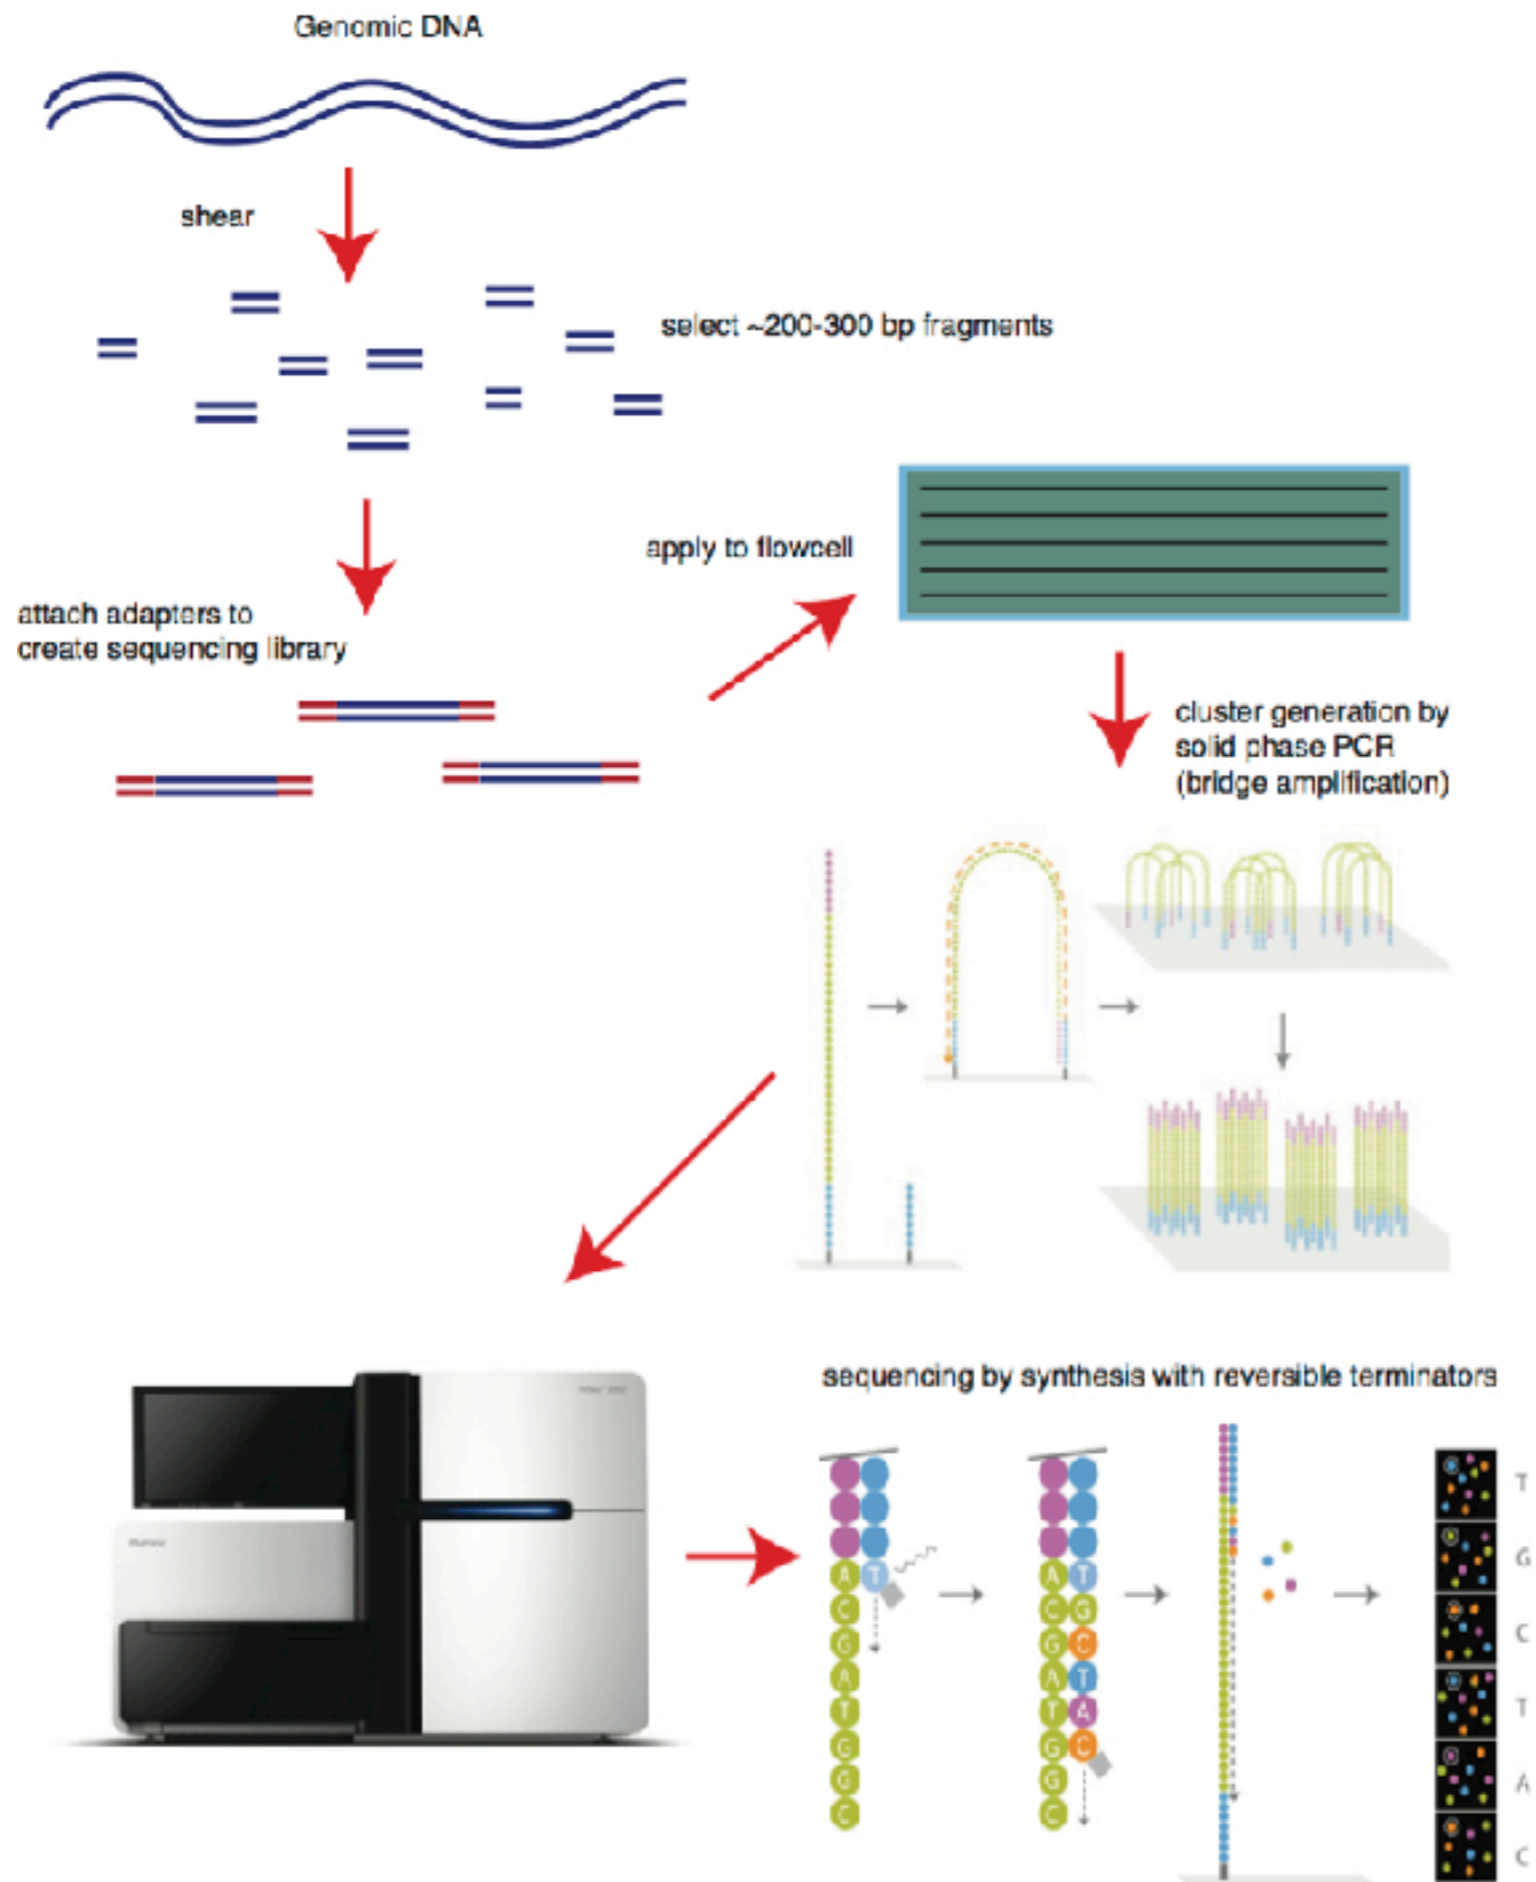 Genomic DNA
shear
select ~200-300 bp fragments
apply to flowcell
attach adapters to
create sequencing library
cluster generation by
solid phase PCR
(bridge amplification)
sequencing by synthesis with reversible terminators
A T
C
G
A
T
G
G
C
A T
C G
G C
A T
T A
G C
G
C
T
G
C
T
A
C